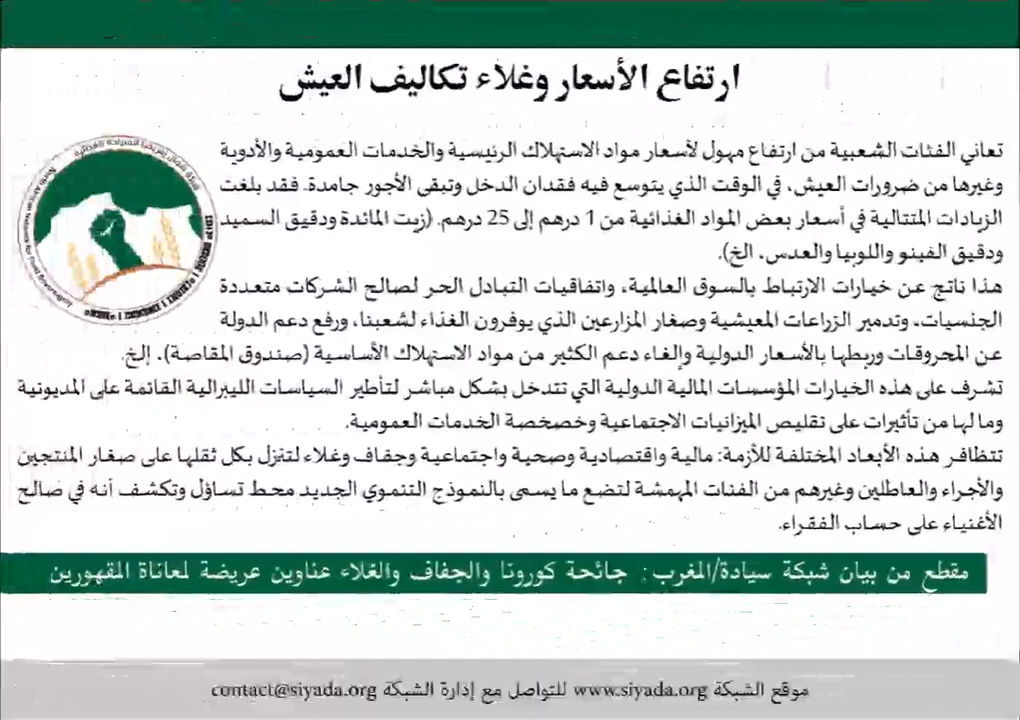 ارتفاع الأسعار وغلاء تكاليف العيش
تعاني الفئات الشعبية من ارتفاع مهول لأسعار مواد الاستهلاك الرئيسية والخدمات العمومية والأدوية
وغيرها من ضرورات العيش، في الوقت الذي يتوسع فيه فقدان الدخل وتبقى الأجور جامدة. فقد بلغت
الزيادات المتتالية في أسعار بعض المواد الغذائية من 1 درهم إلى 25 درهم. (زيت المائدة ودقيق السميد
ودقيق الفينو واللوبيا والعدس، الخ).
هذا ناتج عن خيارات الارتباط بالسوق العالمية، واتفاقيات التبادل الحر لصالح الشركات متعددة
الجنسيات، وتدمير الزراعات المعيشية وصغار المزارعين الذي يوفرون الغذاء لشعبنا، ورفع دعم الدولة
عن المحروقات وربطها بالأسعار الدولية وإلغاء دعم الكثير من مواد الاستهلاك الأساسية (صندوق المقاصة)، إلخ.
تشرف على هذه الخيارات المؤسسات المالية الدولية التي تتدخل بشكل مباشر لتأطير السياسات الليبرالية القائمة على المديونية
وما لها من تأثيرات على تقليص الميزانيات الاجتماعية وخصخصة الخدمات العمومية.
تتظافر هذه الأبعاد المختلفة للأزمة: مالية واقتصادية وصحية واجتماعية وجفاف وغلاء لتنزل بكل ثقلها على صغار المنتجين
والأجراء والعاطلين وغيرهم من الفئات المهمشة لتضع ما يسمى بالنموذج التنموي الجديد محط تساؤل وتكشف أنه في صالح
الأغنياء على حساب الفقراء.
مقطع من بيان شبكة سيادة/المغرب: جائحة كورونا والجفاف والغلاء عناوين عريضة لمعاناة المقهورين
موقع الشبكة www.siyada.org للتواصل مع إدارة الشبكة contact@siyada.org